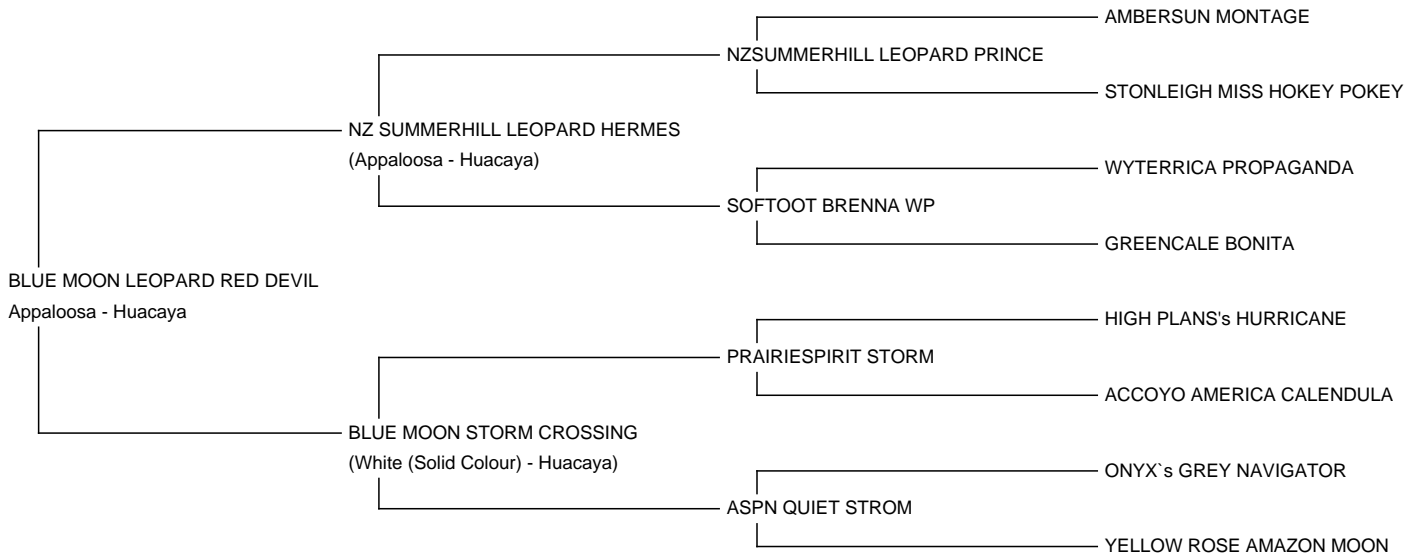 AMBERSUN MONTAGE
NZSUMMERHILL LEOPARD PRINCE
STONLEIGH MISS HOKEY POKEY
NZ SUMMERHILL LEOPARD HERMES
(Appaloosa - Huacaya)
WYTERRICA PROPAGANDA
SOFTOOT BRENNA WP
GREENCALE BONITA
BLUE MOON LEOPARD RED DEVIL
Appaloosa - Huacaya
HIGH PLANS's HURRICANE
PRAIRIESPIRIT STORM
ACCOYO AMERICA CALENDULA
BLUE MOON STORM CROSSING
(White (Solid Colour) - Huacaya)
ONYX`s GREY NAVIGATOR
ASPN QUIET STROM
YELLOW ROSE AMAZON MOON